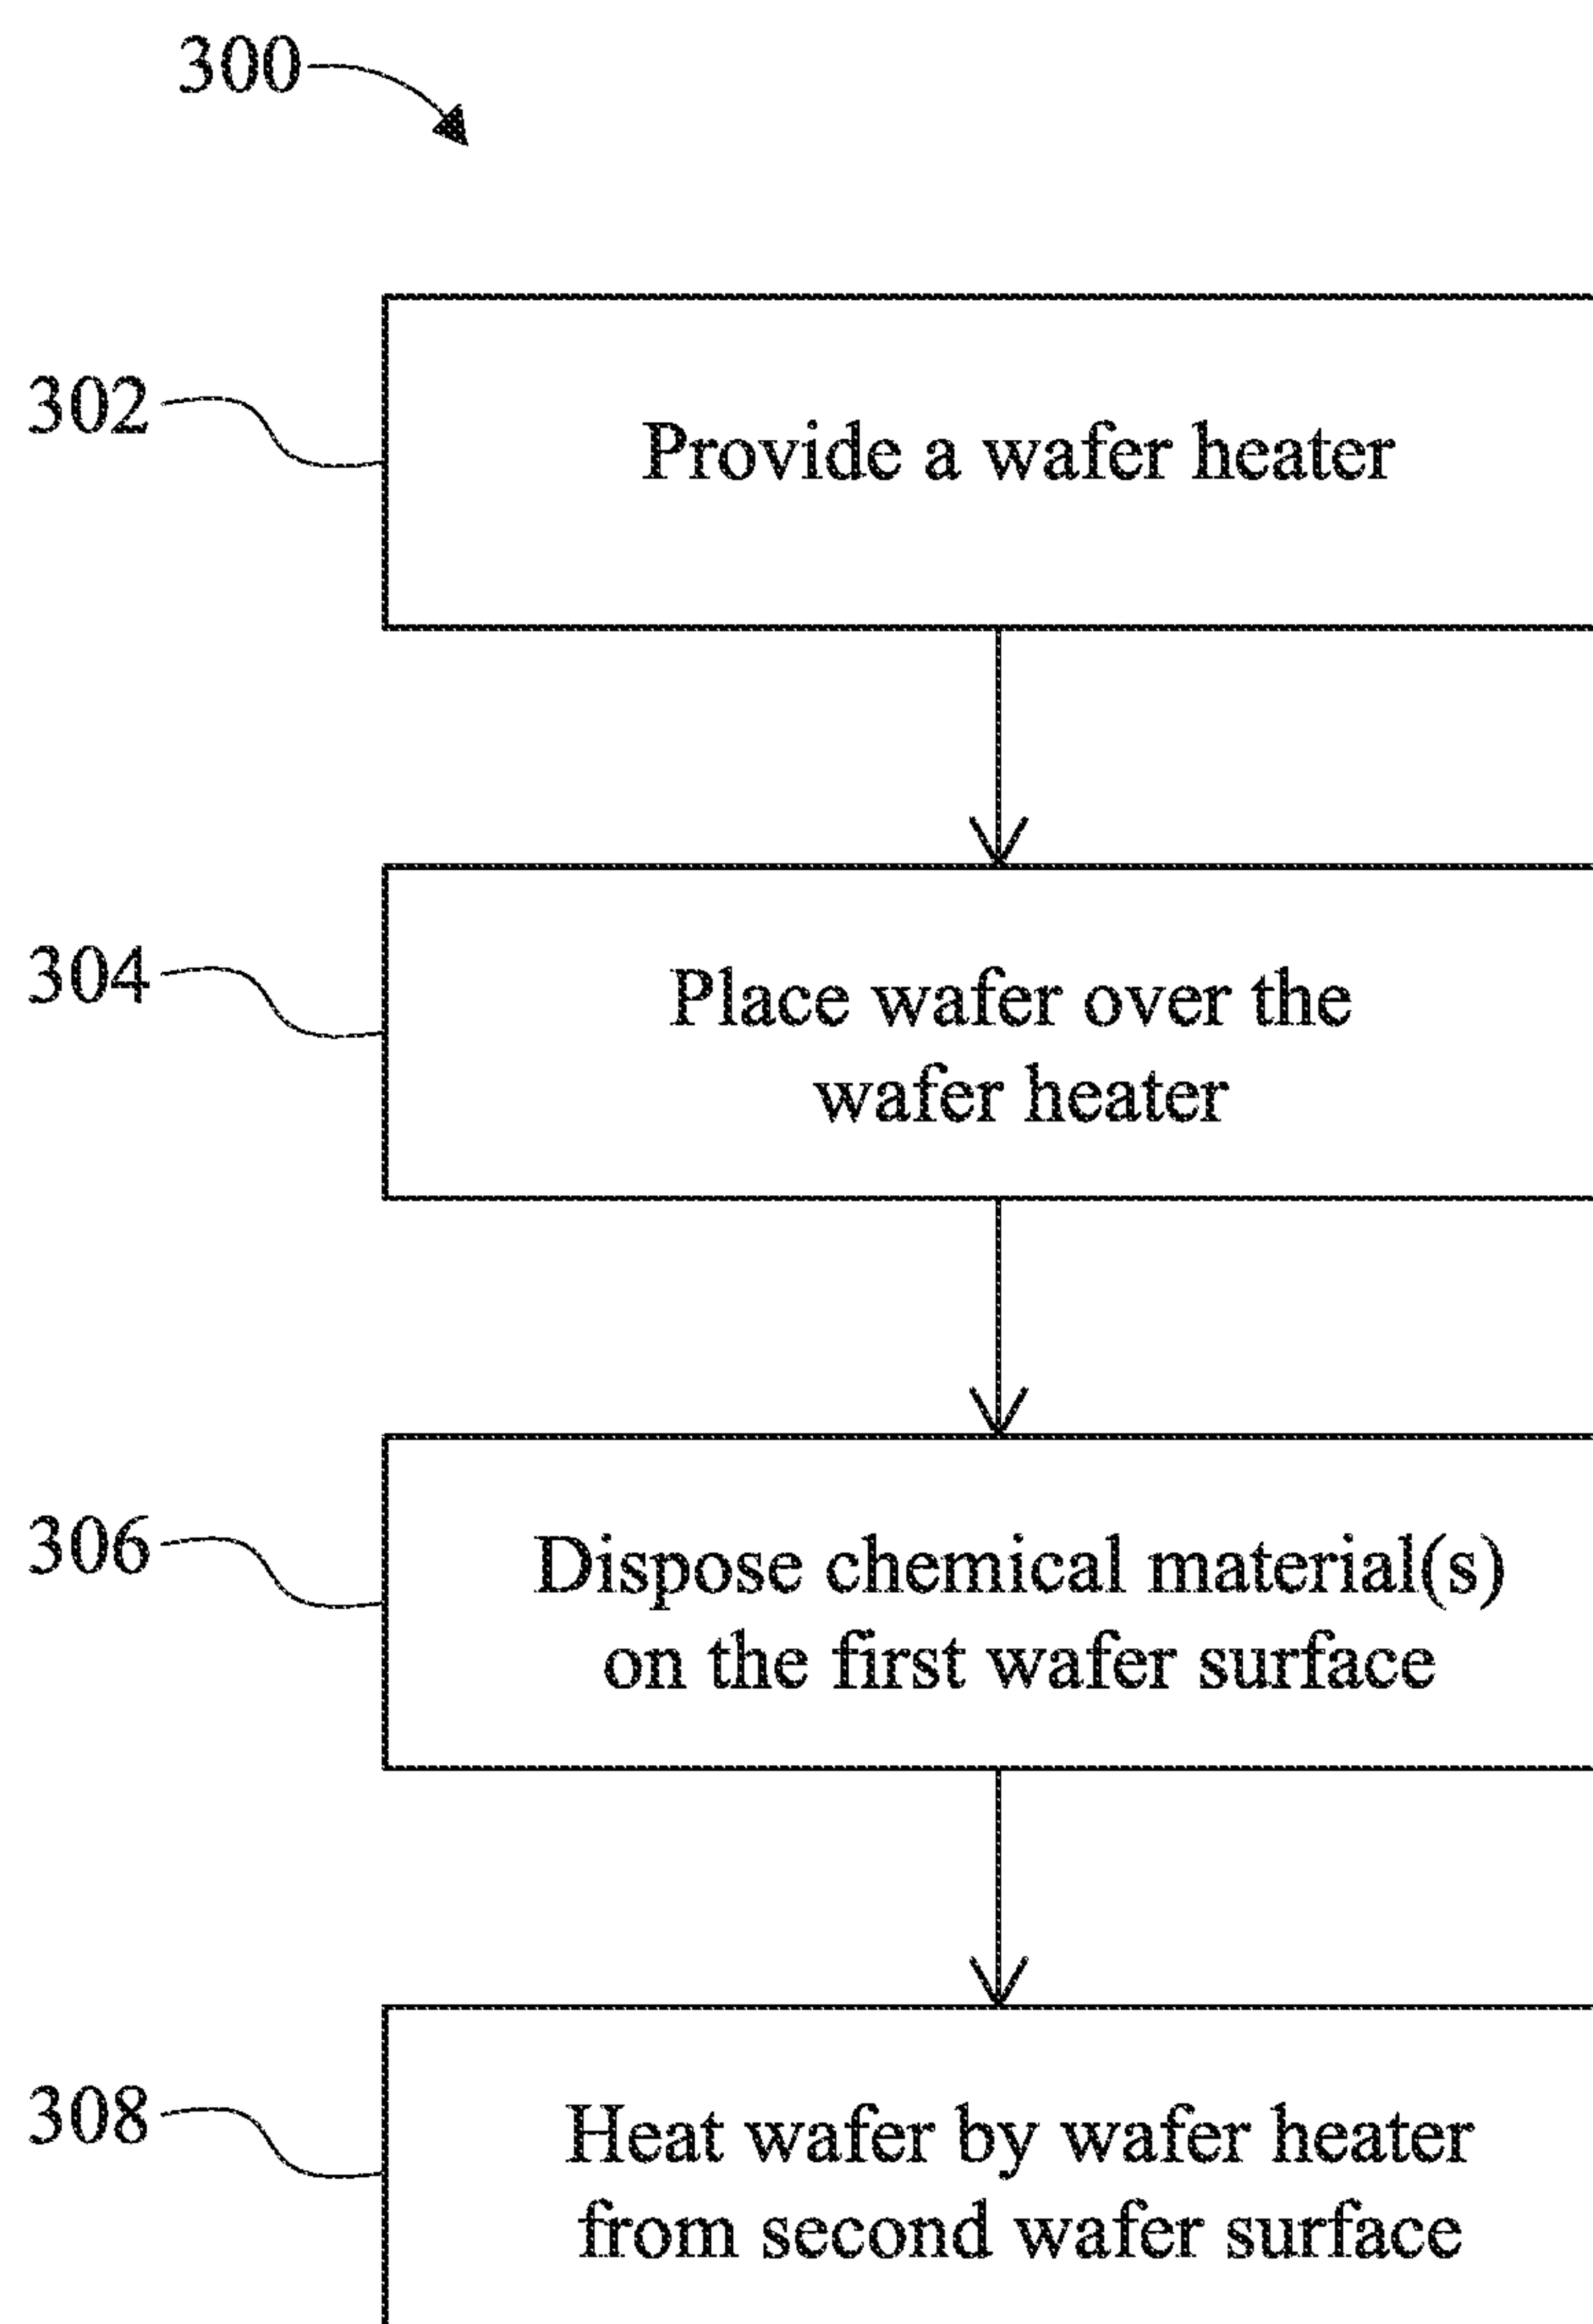 300
302
Provide a wafer heater
304
Place wafer over the
wafer heater
306
Dispose chemical material(s)
on the first wafer surface
308
Heat wafer by wafer heater
from second wafer surface